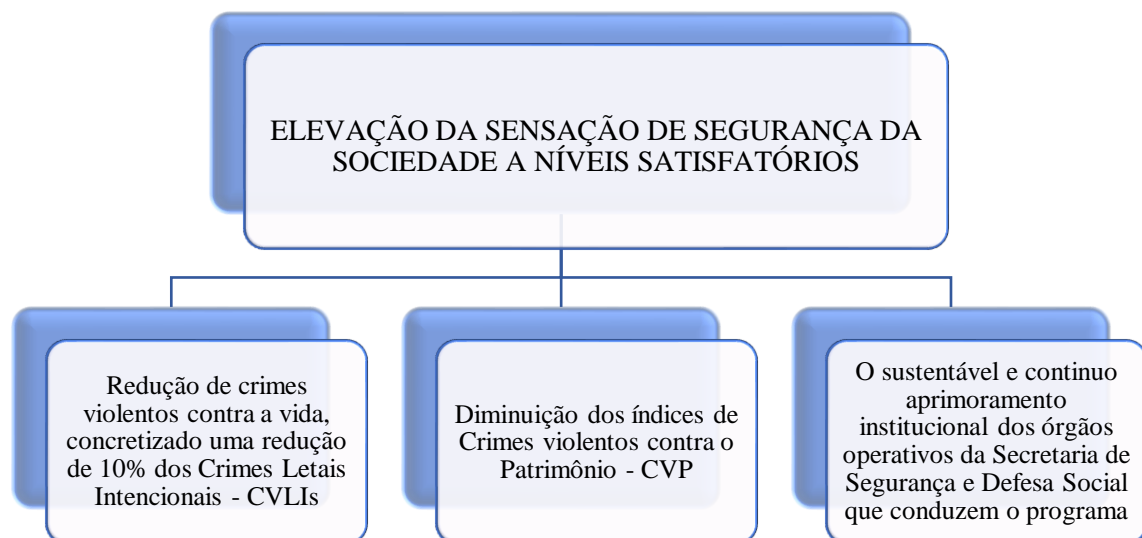 ELEVAÇÃO DA SENSAÇÃO DE SEGURANÇA DA
SOCIEDADE A NÍVEIS SATISFATÓRIOS
Redução de crimes
violentos contra a vida,
concretizado uma redução
de 10% dos Crimes Letais
Intencionais - CVLIs
Diminuição dos índices de
Crimes violentos contra o
Patrimônio - CVP
O sustentável e continuo
aprimoramento
institucional dos órgãos
operativos da Secretaria de
Segurança e Defesa Social
que conduzem o programa